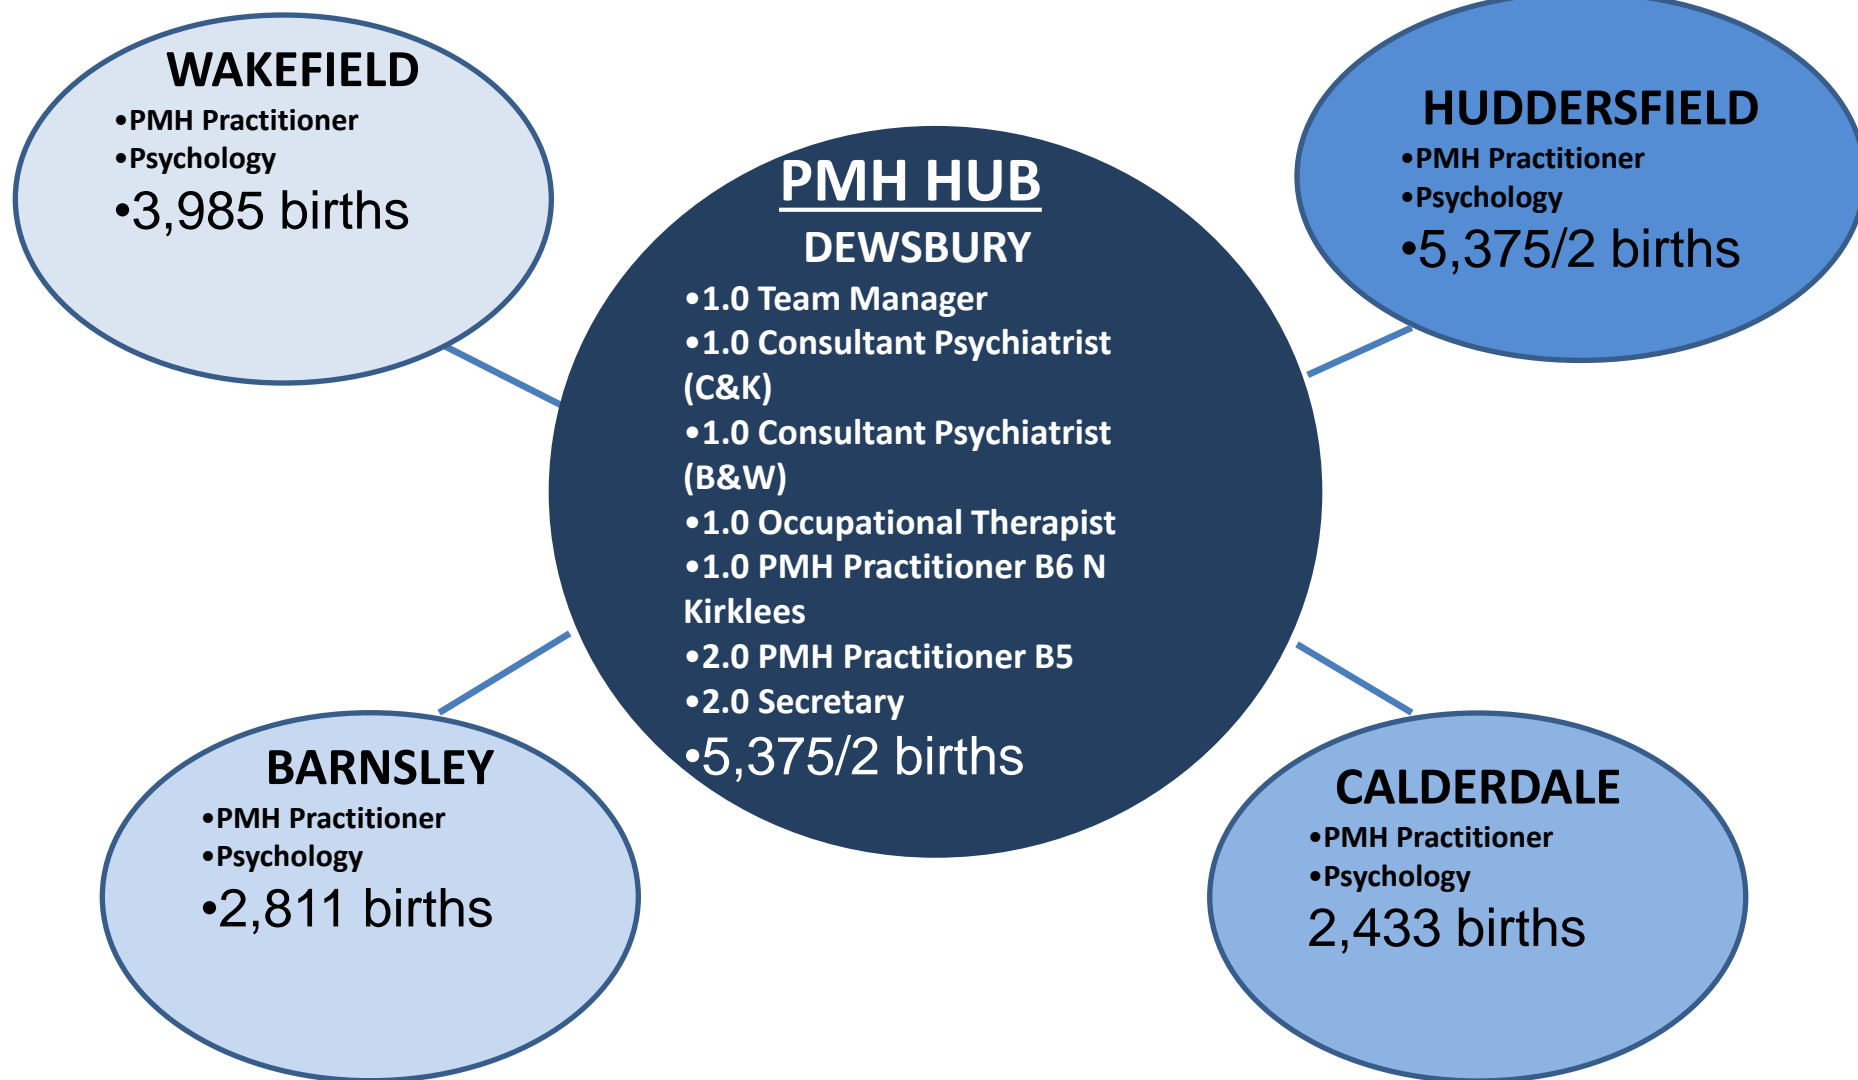 WAKEFIELD
•PMH Practitioner
•Psychology
•3,985 births
HUDDERSFIELD
•PMH Practitioner
•Psychology
•5,375/2 births
PMH HUB
DEWSBURY
•1.0 Team Manager
•1.0 Consultant Psychiatrist
(C&K)
•1.0 Consultant Psychiatrist
(B&W)
•1.0 Occupational Therapist
•1.0 PMH Practitioner B6 N
Kirklees
•2.0 PMH Practitioner B5
•2.0 Secretary
•5,375/2 births
BARNSLEY
•PMH Practitioner
•Psychology
•2,811 births
CALDERDALE
•PMH Practitioner
•Psychology
2,433 births